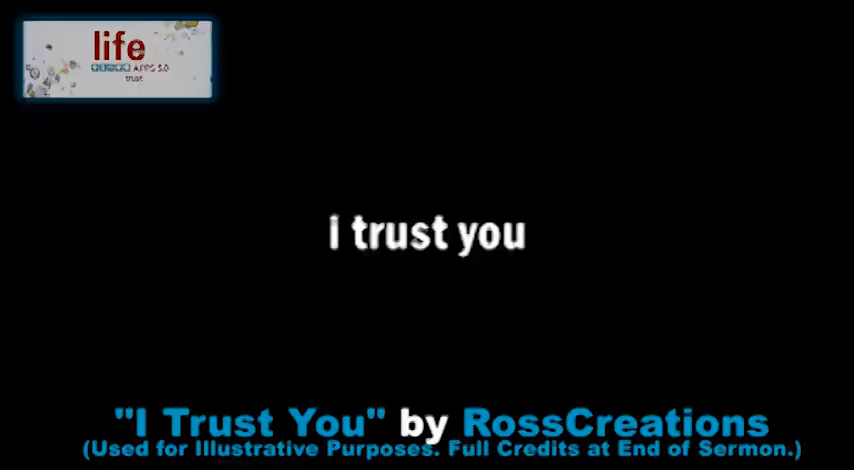 life
APPS 5.0
trust
i trust you
"I Trust You" by RossCreations
(Used for Illustrative Purposes. Full Credits at End of Sermon.)